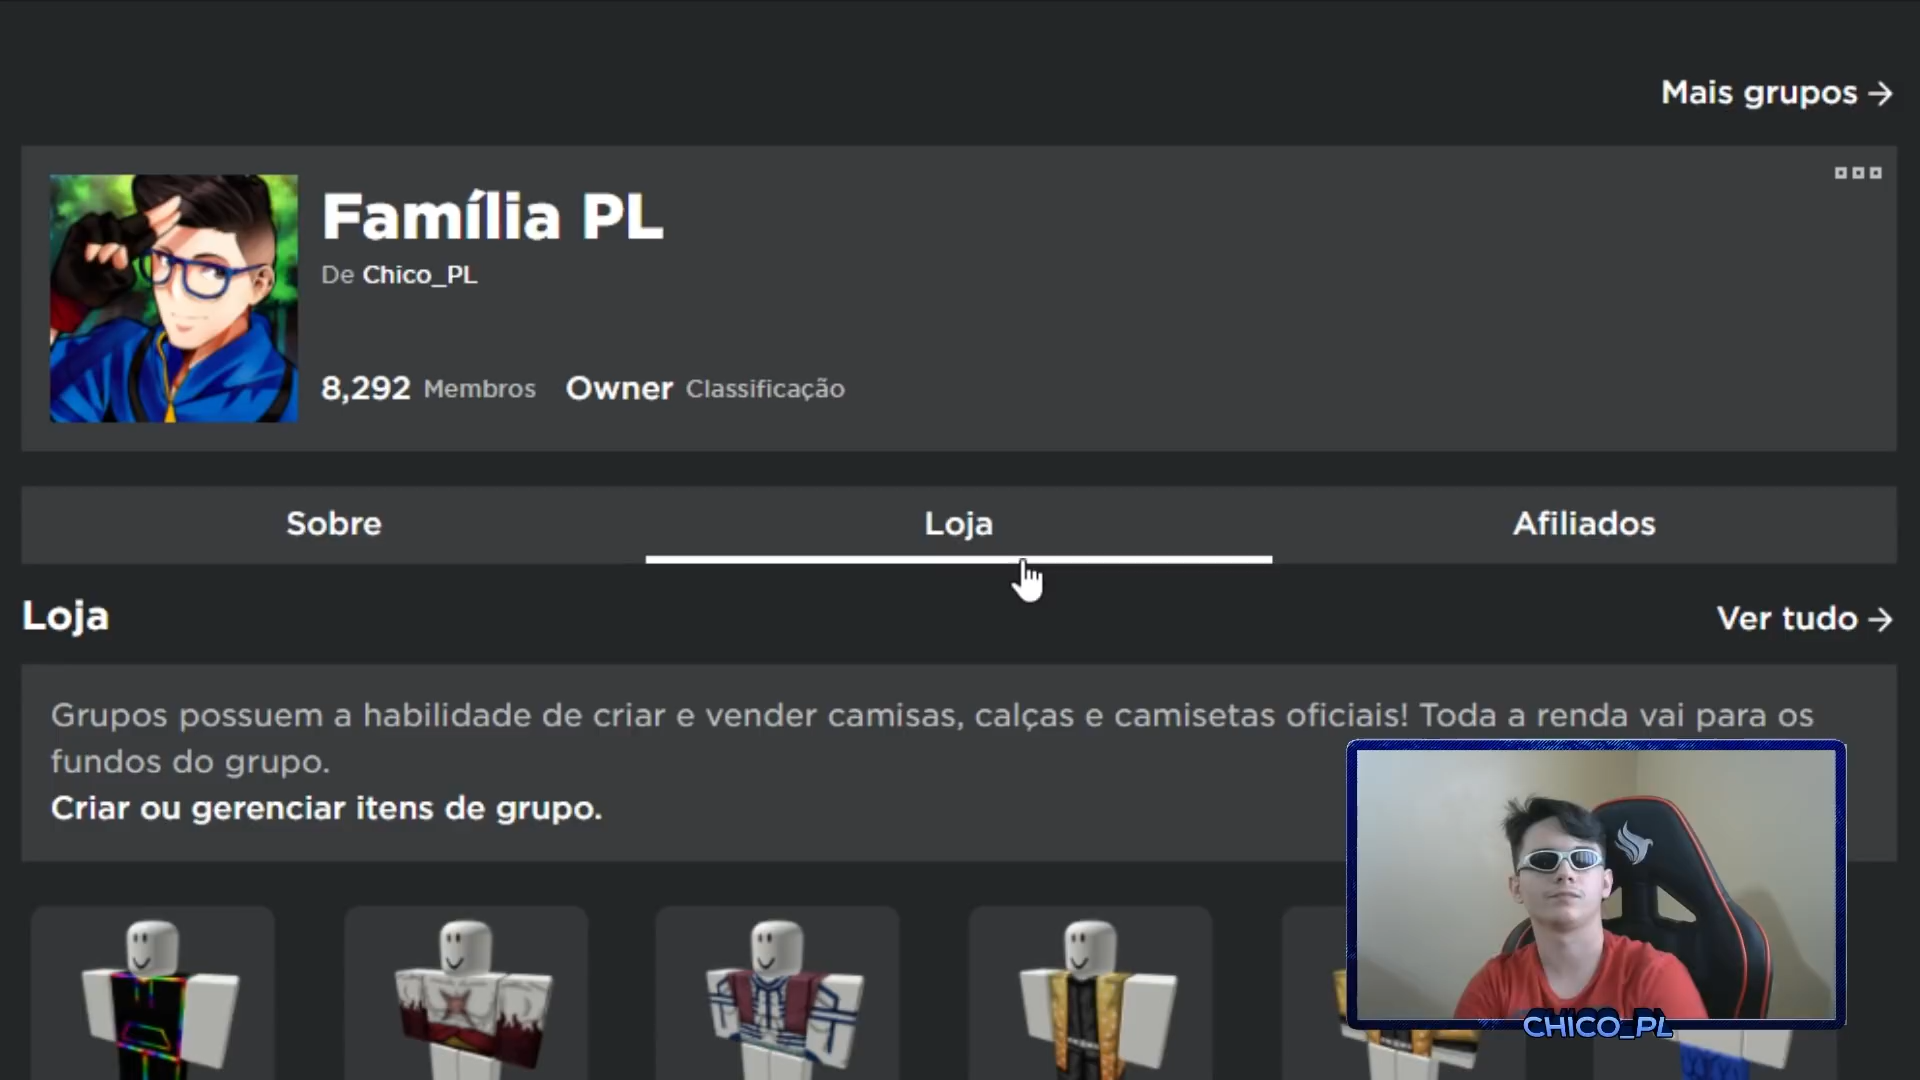 Mais grupos
Família PL
De Chico_PL
8,292 Membros Owner Classificação
Sobre Loja Afiliados
Loja
Ver tudo
Grupos possuem a habilidade de criar e vender camisas, calças e camisetas oficiais! Toda a renda vai para os
fundos do grupo.
Criar ou gerenciar itens de grupo.
CHICO_PL